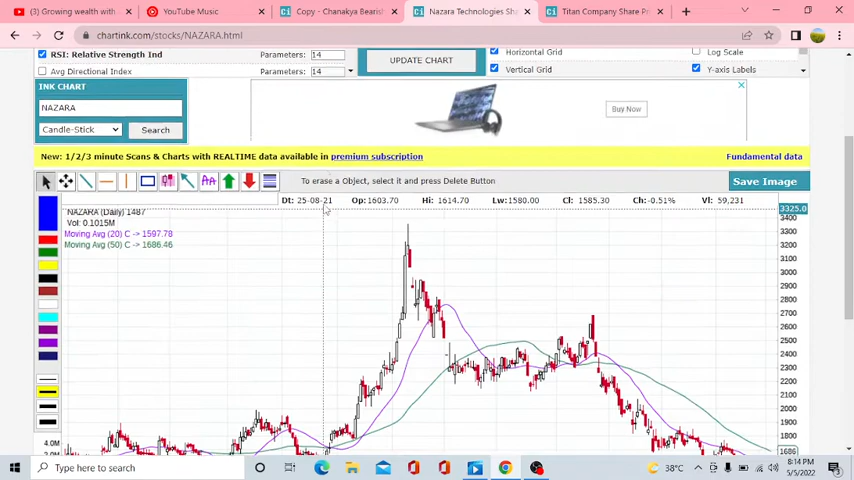 (3) Growing wealth with
YouTube Music
Copy - Chanakya Bearish
Nazara Technologies Sha
Titan Company Share Pri
chartink.com/stocks/NAZARA.html
RSI: Relative Strength Ind Parameters: 14
Avg Directional Index Parameters: 14
UPDATE CHART
Horizontal Grid Log Scale
Vertical Grid Y-axis Labels
INK CHART
NAZARA
Candle-Stick Search
Buy Now
New: 1/2/3 minute Scans & Charts with REALTIME data available in premium subscription Fundamental data
To erase a Object, select it and press Delete Button
Save Image
Dt: 25-08-21 Op:1603.70 Hi: 1614.70 Lw:1580.00 Cl: 1585.30 Ch:-0.51% Vl: 59,231
NAZARA (Daily) 1487
Vol: 0.1015M
Moving Avg (20) C -> 1597.78
Moving Avg (50) C -> 1686.46
3325.0
3400
3300
3200
3100
3000
2900
2800
2700
2600
2500
2400
2300
2200
2100
2000
1900
1800
1686
4.0M
Type here to search
38°C
8:14 PM
5/5/2022